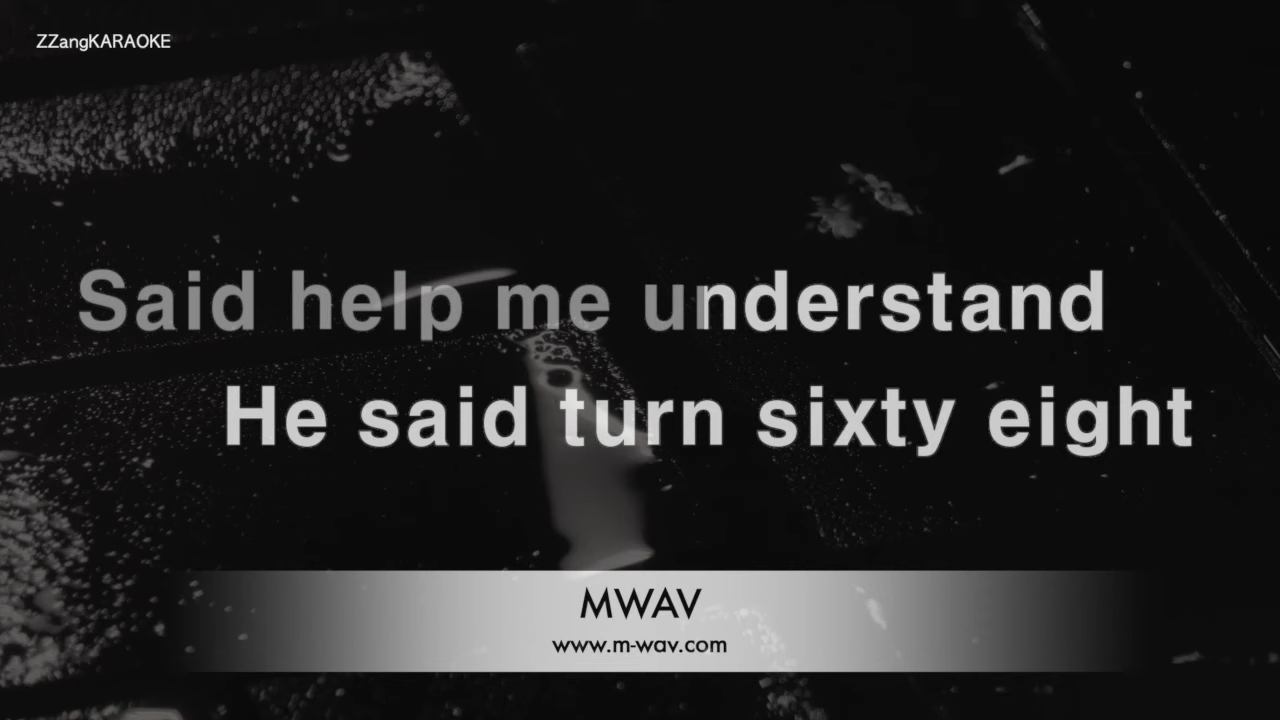 ZZangKARAOKE
Said help me understand
He said turn sixty eight
MWAV
www.m-wav.com